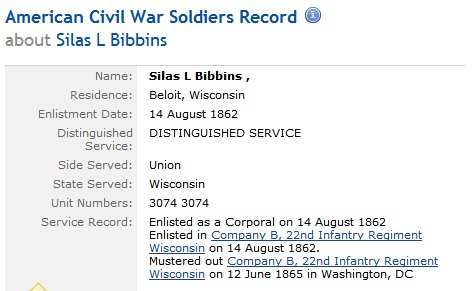 American Civil War Soldiers Record
about Silas L Bibbins
Name: Silas L Bibbins ,
Residence: Beloit, Wisconsin
Enlistment Date: 14 August 1862
Distinguished DISTINGUISHED SERVICE
Service:
Side Served: Union
State Served: Wisconsin
Unit Numbers: 3074 3074
Service Record: Enlisted as a Corporal on 14 August 1862
Enlisted in Company B, 22nd Infantry Regiment
Wisconsin on 14 August 1862.
Mustered out Company B, 22nd Infantry Regiment
Wisconsin on 12 June 1865 in Washington, DC